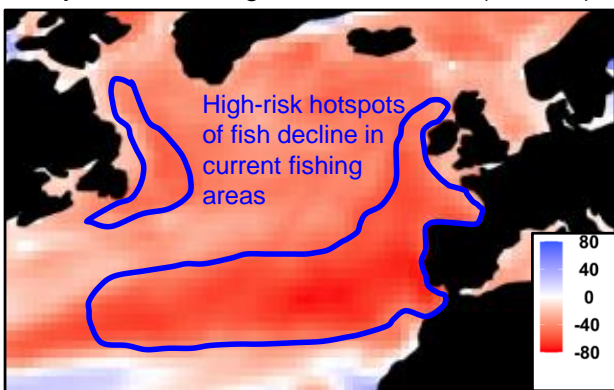 High-risk hotspots
of fish decline in
current fishing
areas
80
40
0
-40
-80